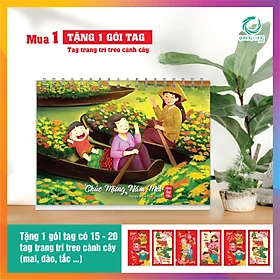 Mua 1 TẶNG 1 GÓI TAG
Tag trang trí treo cành cây
Chúc Mừng Năm Mới
Tặng 1 gói tag có 15 - 20
tag trang trí treo cành cây
(mai, đào, tắc ...)